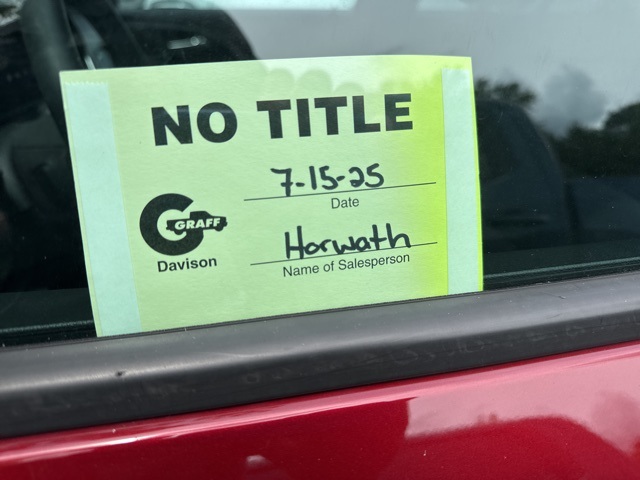 NO TITLE
7-15-25
Date
GRAFF
Davison
Horwath
Name of Salesperson